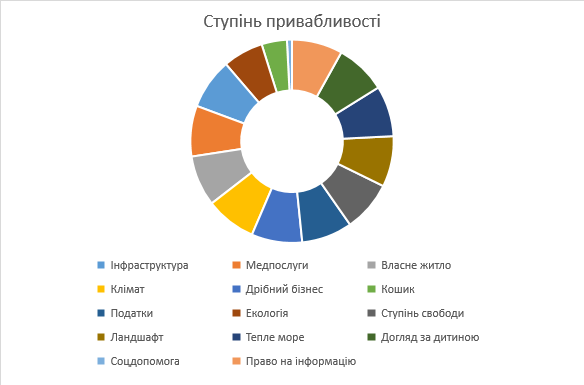 Ступінь привабливості
Інфраструктура Медпослуги Власне житло
Клімат Дрібний бізнес Кошик
Податки Екологія Ступінь свободи
Ландшафт Тепле море Догляд за дитиною
Соцдопомога Право на інформацію